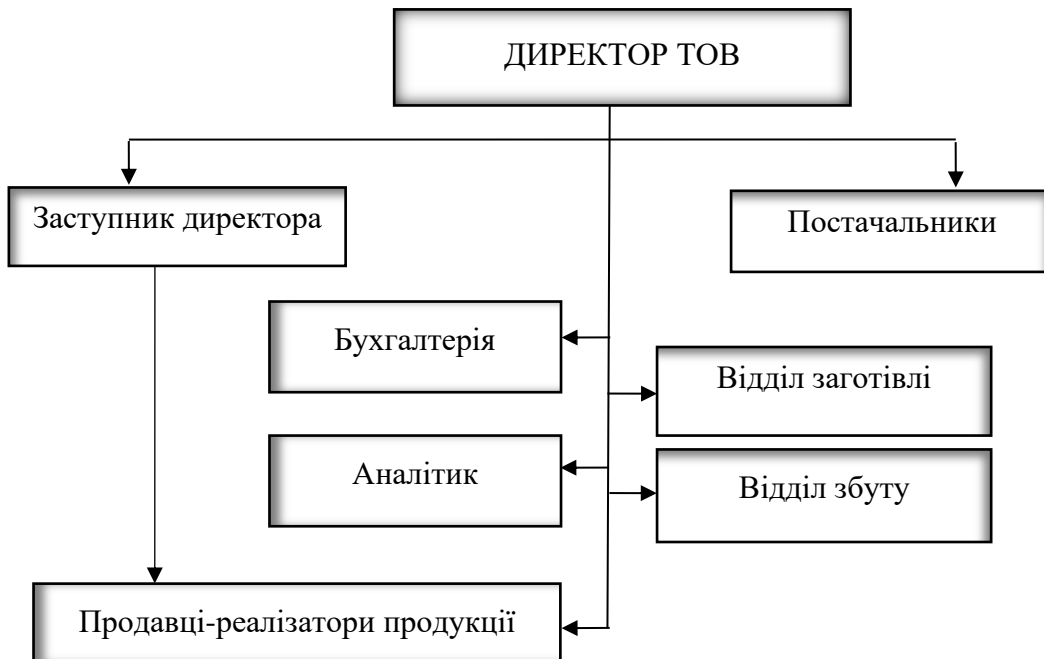 ДИРЕКТОР ТОВ
Заступник директора
Постачальники
Бухгалтерія
Відділ заготівлі
Аналітик
Відділ збуту
Продавці-реалізатори продукції